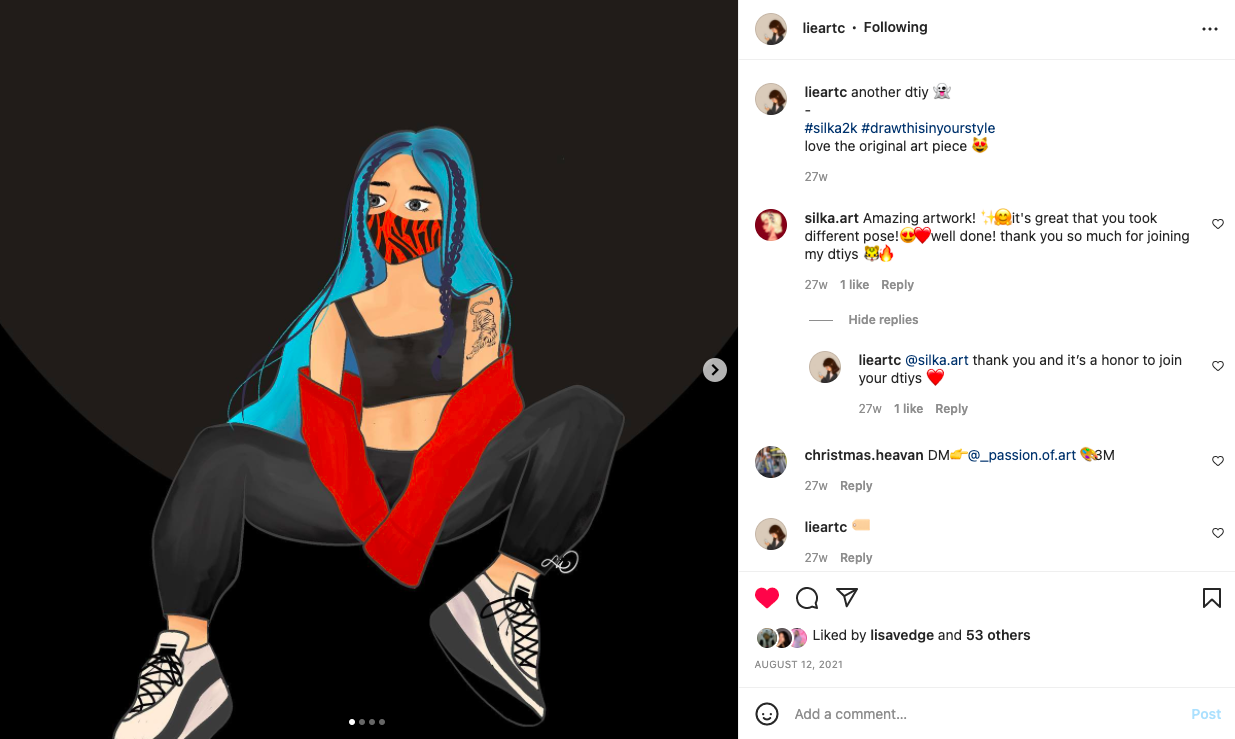 lieartc • Following
lieartc another dtiy 👻
-
#silka2k #drawthisinyourstyle
love the original art piece 😻
27w
silka.art Amazing artwork! ✨🤗it's great that you took
different pose!😍❤️well done! thank you so much for joining
my dtiys 🐯🔥
27w 1 like Reply
Hide replies
lieartc @silka.art thank you and it's a honor to join
your dtiys ❤️
27w 1 like Reply
christmas.heavan DM👉@_passion.of.art 🎨3M
27w Reply
lieartc 🏷
27w Reply
Liked by lisavedge and 53 others
AUGUST 12, 2021
Add a comment...
Post